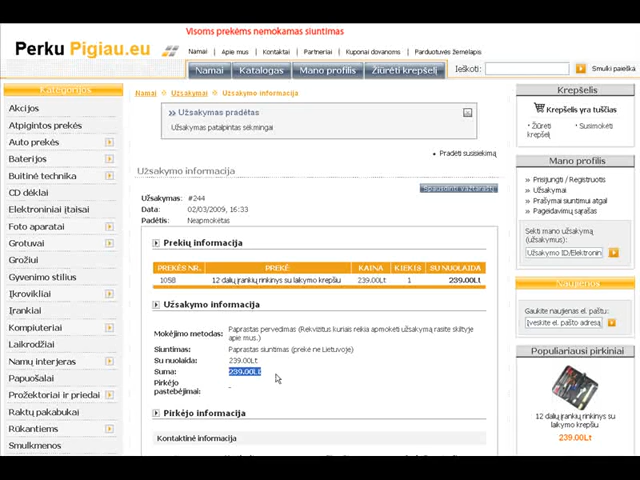 Visoms prekėms nemokamas siuntimas
Perku Pigiau.eu
Namai | Apie mus | Kontaktai | Partneriai | Kuponai dovanoms | Parduotuvės žemėlapis
Namai
Katalogas
Mano profilis
Žiūrėti krepšelį
Ieškoti:
Smulki paieška
Kategorijos
Akcijos
Atpigintos prekės
Auto prekės
Baterijos
Buitinė technika
CD dėklai
Elektroniniai įtaisai
Foto aparatai
Grotuvai
Grožiui
Gyvenimo stilius
Įkrovikliai
Įrankiai
Kompiuteriai
Laikrodžiai
Namų interjeras
Papuošalai
Prožektoriai ir priedai
Raktų pakabukai
Rūkantiems
Smulkmenos
Namai
Užsakymai
Užsakymo informacija
» Užsakymas pradėtas
Užsakymas patalpintas sėkmingai
Pradėti susisiekimą
Užsakymo informacija
Spausdinti važtaraštį
Užsakymas: #244
Data: 02/03/2009, 16:33
Padėtis: Neapmokėtas
Prekių informacija
PREKĖS NR. PREKĖ KAINA KIEKIS SU NUOLAIDA
1058 12 dalių įrankių rinkinys su laikymo krepšiu 239.00Lt 1 239.00Lt
Užsakymo informacija
Mokėjimo metodas: Paprastas pervedimas (Rekvizitus kuriais reikia apmokėti užsakymą rasite skiltyje
apie mus.)
Siuntimas: Paprastas siuntimas (prekė ne Lietuvoje)
Su nuolaida: 239.00Lt
Suma: 239.00Lt
Pirkėjo
pastebėjimai: -
Pirkėjo informacija
Kontaktinė informacija
Krepšelis
Krepšelis yra tuščias
· Žiūrėti
krepšelį
· Susimokėti
Mano profilis
» Prisijungti / Registruotis
» Užsakymai
» Prašymai siuntimui atgal
» Pageidavimų sąrašas
Sekti mano užsakymą
(užsakymus):
Užsakymo ID/Elektronin
Naujienos
Gaukite naujienas el. paštu:
Įveskite el. pašto adresą
Populiariausi pirkiniai
12 dalių įrankių rinkinys su
laikymo krepšiu
239.00Lt